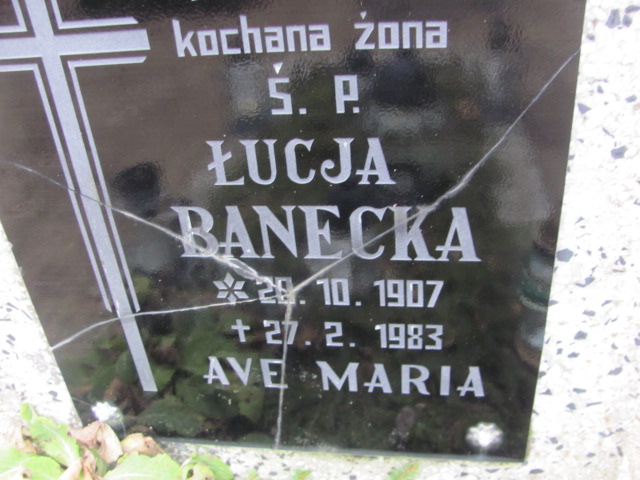 kochana żona
Ś. P.
ŁUCJA
BANECKA
28. 10. 1907
✝ 27. 2. 1983
AVE MARIA